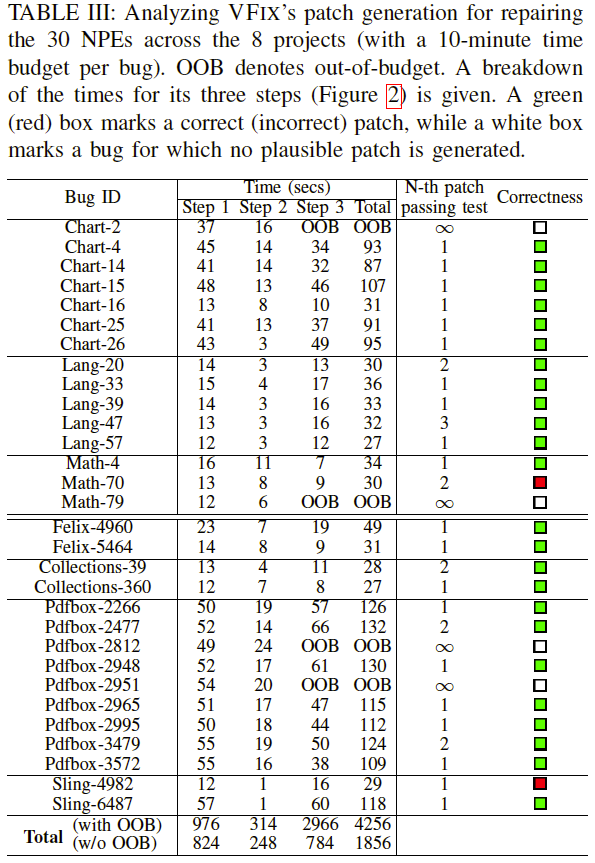 TABLE III: Analyzing VFIX's patch generation for repairing
the 30 NPEs across the 8 projects (with a 10-minute time
budget per bug). OOB denotes out-of-budget. A breakdown
of the times for its three steps (Figure 2) is given. A green
(red) box marks a correct (incorrect) patch, while a white box
marks a bug for which no plausible patch is generated.
Bug ID Time (secs) N-th patch passing test Correctness
Step 1 Step 2 Step 3 Total
Chart-2 37 16 OOB OOB ∞
Chart-4 45 14 34 93 1
Chart-14 41 14 32 87 1
Chart-15 48 13 46 107 1
Chart-16 13 8 10 31 1
Chart-25 41 13 37 91 1
Chart-26 43 3 49 95 1
Lang-20 14 3 13 30 2
Lang-33 15 4 17 36 1
Lang-39 14 3 16 33 1
Lang-47 13 3 16 32 3
Lang-57 12 3 12 27 1
Math-4 16 11 7 34 1
Math-70 13 8 9 30 2
Math-79 12 6 OOB OOB ∞
Felix-4960 23 7 19 49 1
Felix-5464 14 8 9 31 1
Collections-39 13 4 11 28 2
Collections-360 12 7 8 27 1
Pdfbox-2266 50 19 57 126 1
Pdfbox-2477 52 14 66 132 2
Pdfbox-2812 49 24 OOB OOB ∞
Pdfbox-2948 52 17 61 130 1
Pdfbox-2951 54 20 OOB OOB ∞
Pdfbox-2965 51 17 47 115 1
Pdfbox-2995 50 18 44 112 1
Pdfbox-3479 55 19 50 124 2
Pdfbox-3572 55 16 38 109 1
Sling-4982 12 1 16 29 1
Sling-6487 57 1 60 118 1
Total (with OOB) 976 314 2966 4256
(w/o OOB) 824 248 784 1856